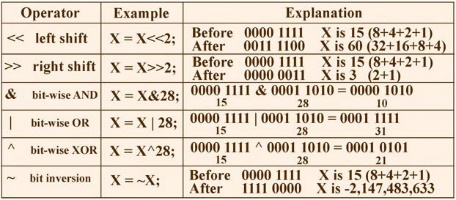 Operator Example Explanation
<< left shift X = X<<2; Before 0000 1111 X is 15 (8+4+2+1)
After 0011 1100 X is 60 (32+16+8+4)
>> right shift X = X>>2; Before 0000 1111 X is 15 (8+4+2+1)
After 0000 0011 X is 3 (2+1)
& bit-wise AND X = X&28; 0000 1111 & 0001 1010 = 0000 1010
15 28 10
| bit-wise OR X = X | 28; 0000 1111 | 0001 1010 = 0001 1111
15 28 31
^ bit-wise XOR X = X^28; 0000 1111 ^ 0001 1010 = 0001 0101
15 28 21
~ bit inversion X = ~X; Before 0000 1111 X is 15 (8+4+2+1)
After 1111 0000 X is -2,147,483,633